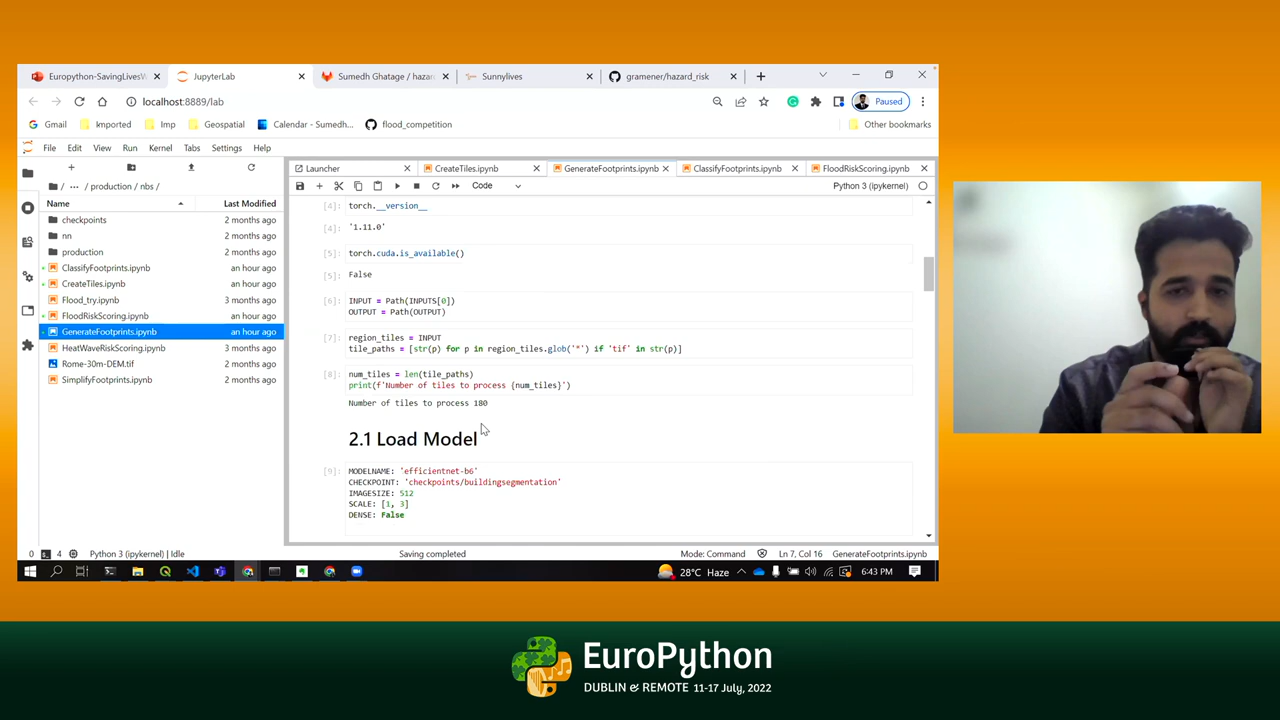 Europython-SavingLivesW
JupyterLab
Sumedh Ghatage / hazar
Sunnylives
gramener/hazard_risk
localhost:8889/lab
Paused
Gmail
Imported
Imp
Geospatial
Calendar - Sumedh...
flood_competition
Other bookmarks
File Edit View Run Kernel Tabs Settings Help
Launcher
CreateTiles.ipynb
GenerateFootprints.ipynb
ClassifyFootprints.ipynb
FloodRiskScoring.ipynb
/ ··· / production / nbs /
Code
Python 3 (ipykernel)
Name Last Modified
checkpoints 2 months ago
nn 2 months ago
production 2 months ago
ClassifyFootprints.ipynb an hour ago
CreateTiles.ipynb an hour ago
Flood_try.ipynb 3 months ago
FloodRiskScoring.ipynb an hour ago
GenerateFootprints.ipynb an hour ago
HeatWaveRiskScoring.ipynb 3 months ago
Rome-30m-DEM.tif 2 months ago
SimplifyFootprints.ipynb 2 months ago
[4]: torch.__version__
[4]: '1.11.0'
[5]: torch.cuda.is_available()
[5]: False
[6]: INPUT = Path(INPUTS[0])
OUTPUT = Path(OUTPUT)
[7]: region_tiles = INPUT
tile_paths = [str(p) for p in region_tiles.glob('*') if 'tif' in str(p)]
[8]: num_tiles = len(tile_paths)
print(f'Number of tiles to process {num_tiles}')
Number of tiles to process 180
2.1 Load Model
[9]: MODELNAME: 'efficientnet-b6'
CHECKPOINT: 'checkpoints/buildingsegmentation'
IMAGESIZE: 512
SCALE: [1, 3]
DENSE: False
0 4 Python 3 (ipykernel) | Idle
Saving completed
Mode: Command
Ln 7, Col 16
GenerateFootprints.ipynb
28°C Haze
6:43 PM
EuroPython
DUBLIN & REMOTE 11-17 July, 2022